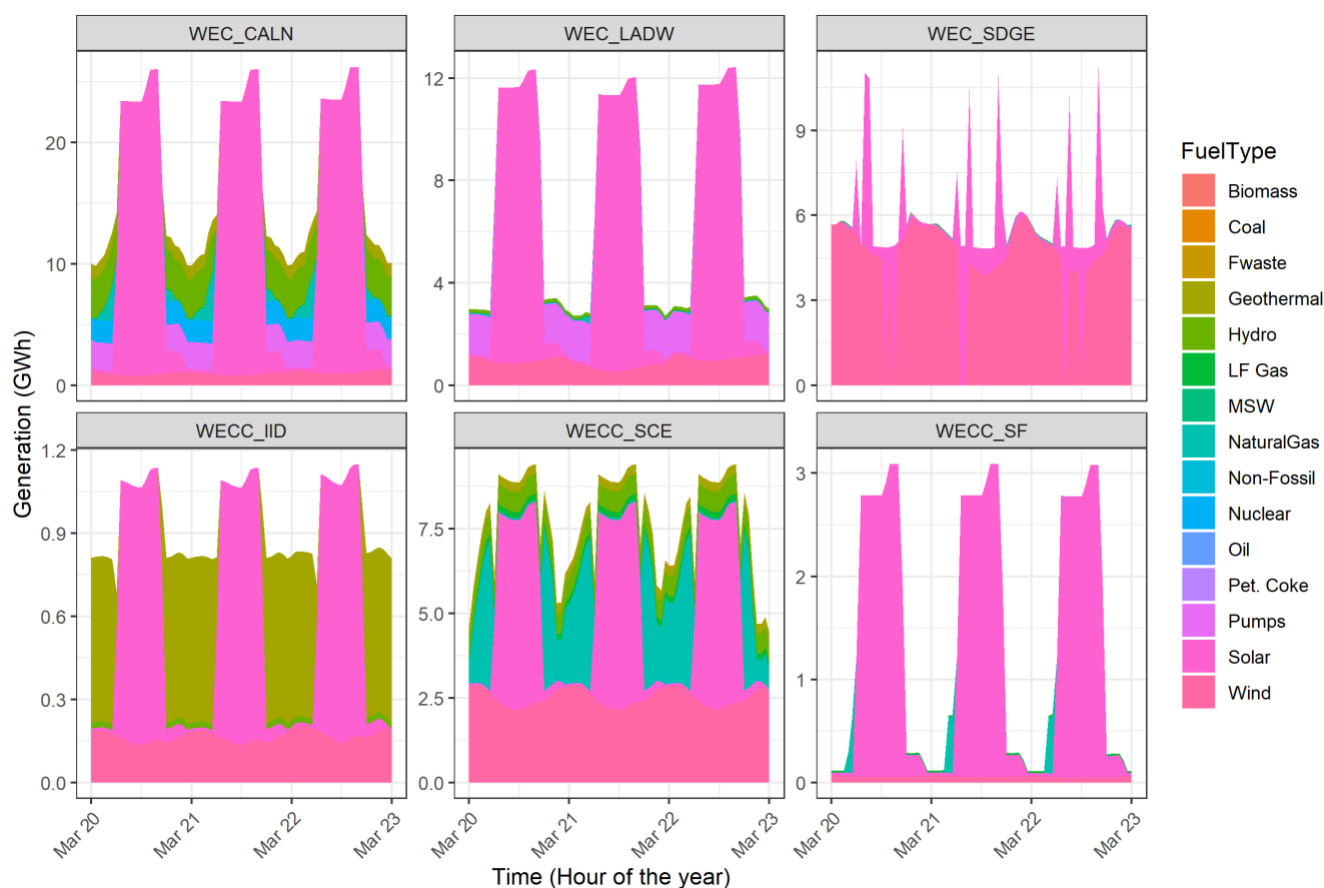 WEC_CALN
WEC_LADW
WEC_SDGE
20
10
0
12
8
4
0
9
6
3
0
WECC_IID
WECC_SCE
WECC_SF
1.2
0.9
0.6
0.3
0.0
7.5
5.0
2.5
0.0
3
2
1
0
Mar 20
Mar 21
Mar 22
Mar 23
Mar 20
Mar 21
Mar 22
Mar 23
Mar 20
Mar 21
Mar 22
Mar 23
Generation (GWh)
Time (Hour of the year)
FuelType
Biomass
Coal
Fwaste
Geothermal
Hydro
LF Gas
MSW
NaturalGas
Non-Fossil
Nuclear
Oil
Pet. Coke
Pumps
Solar
Wind